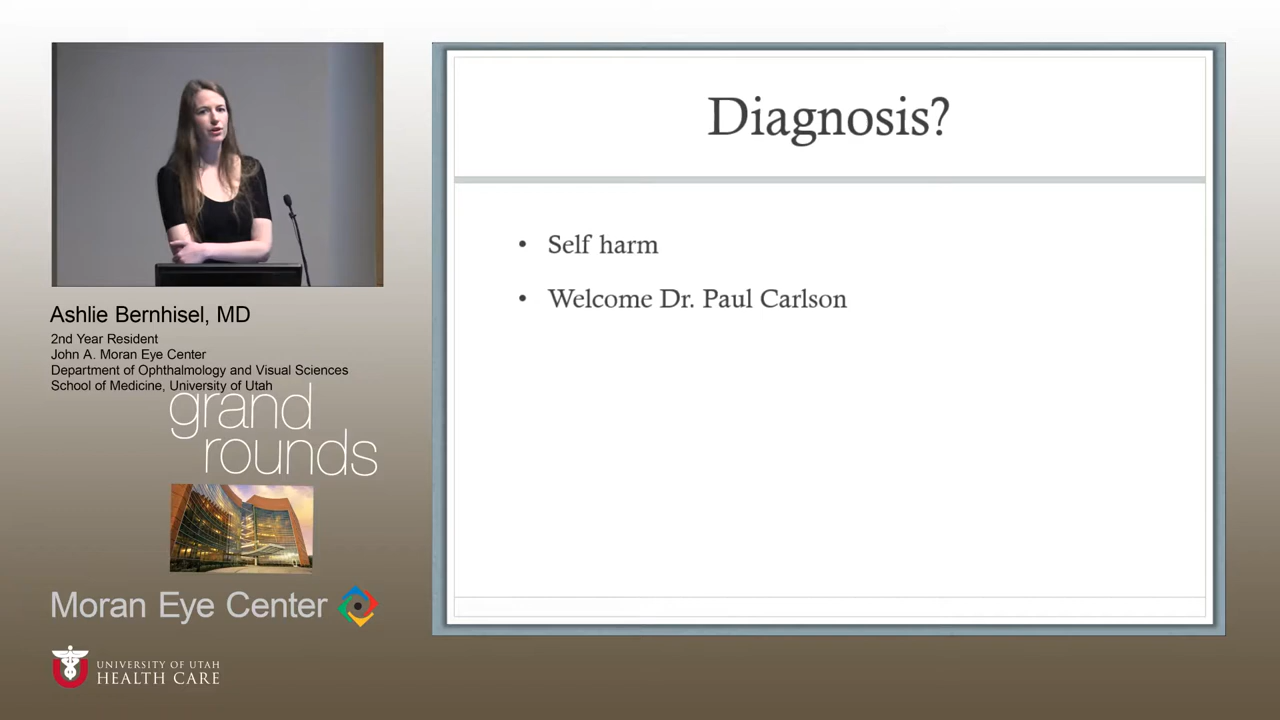 Diagnosis?
• Self harm
• Welcome Dr. Paul Carlson
Ashlie Bernhisel, MD
2nd Year Resident
John A. Moran Eye Center
Department of Ophthalmology and Visual Sciences
School of Medicine, University of Utah
grand
rounds
Moran Eye Center
UNIVERSITY OF UTAH
HEALTH CARE